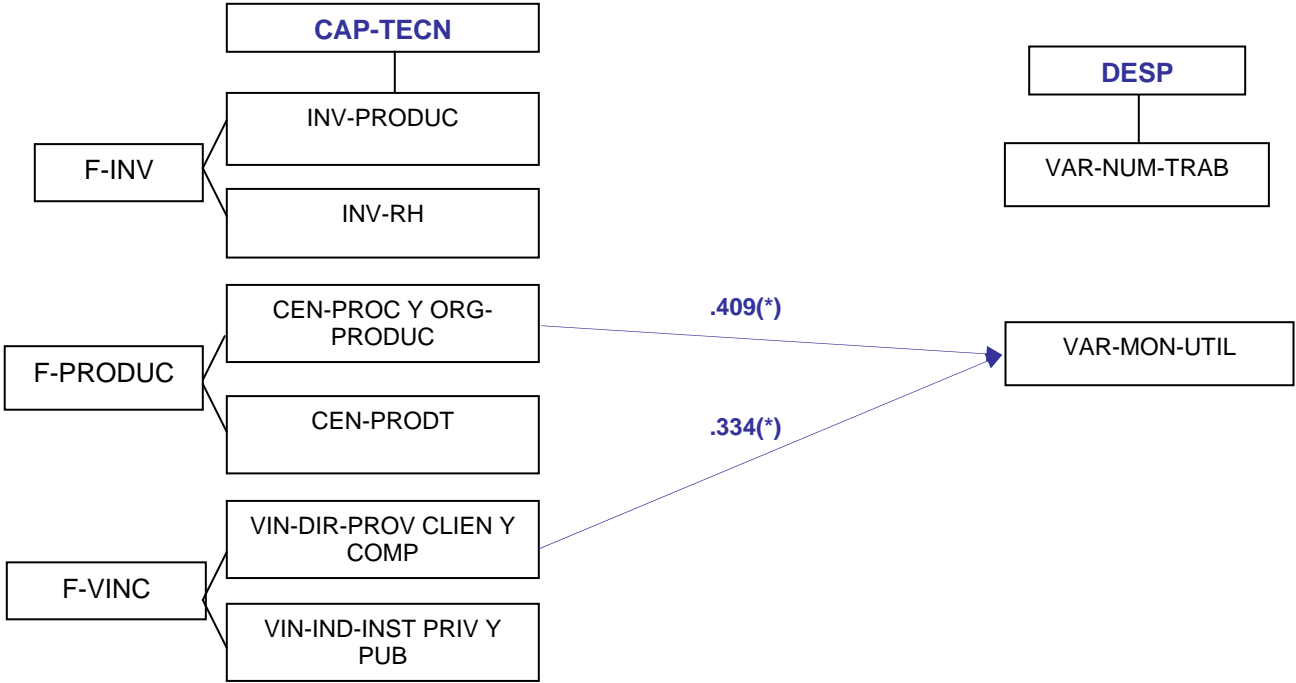 CAP-TECN
DESP
INV-PRODUC
F-INV
VAR-NUM-TRAB
INV-RH
CEN-PROC Y ORG-
PRODUC
.409(*)
VAR-MON-UTIL
F-PRODUC
CEN-PRODT
.334(*)
VIN-DIR-PROV CLIEN Y
COMP
F-VINC
VIN-IND-INST PRIV Y
PUB